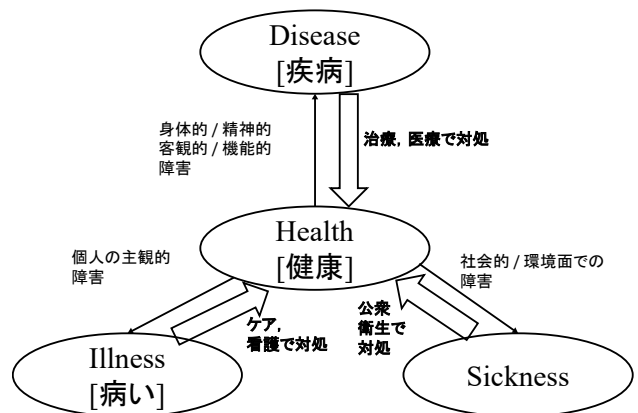 Disease
[疾病]
身体的 / 精神的
客観的 / 機能的
障害
治療, 医療で対処
Health
[健康]
個人の主観的
障害
社会的 / 環境面での
障害
ケア,
看護で対処
公衆
衛生で
対処
Illness
[病い]
Sickness